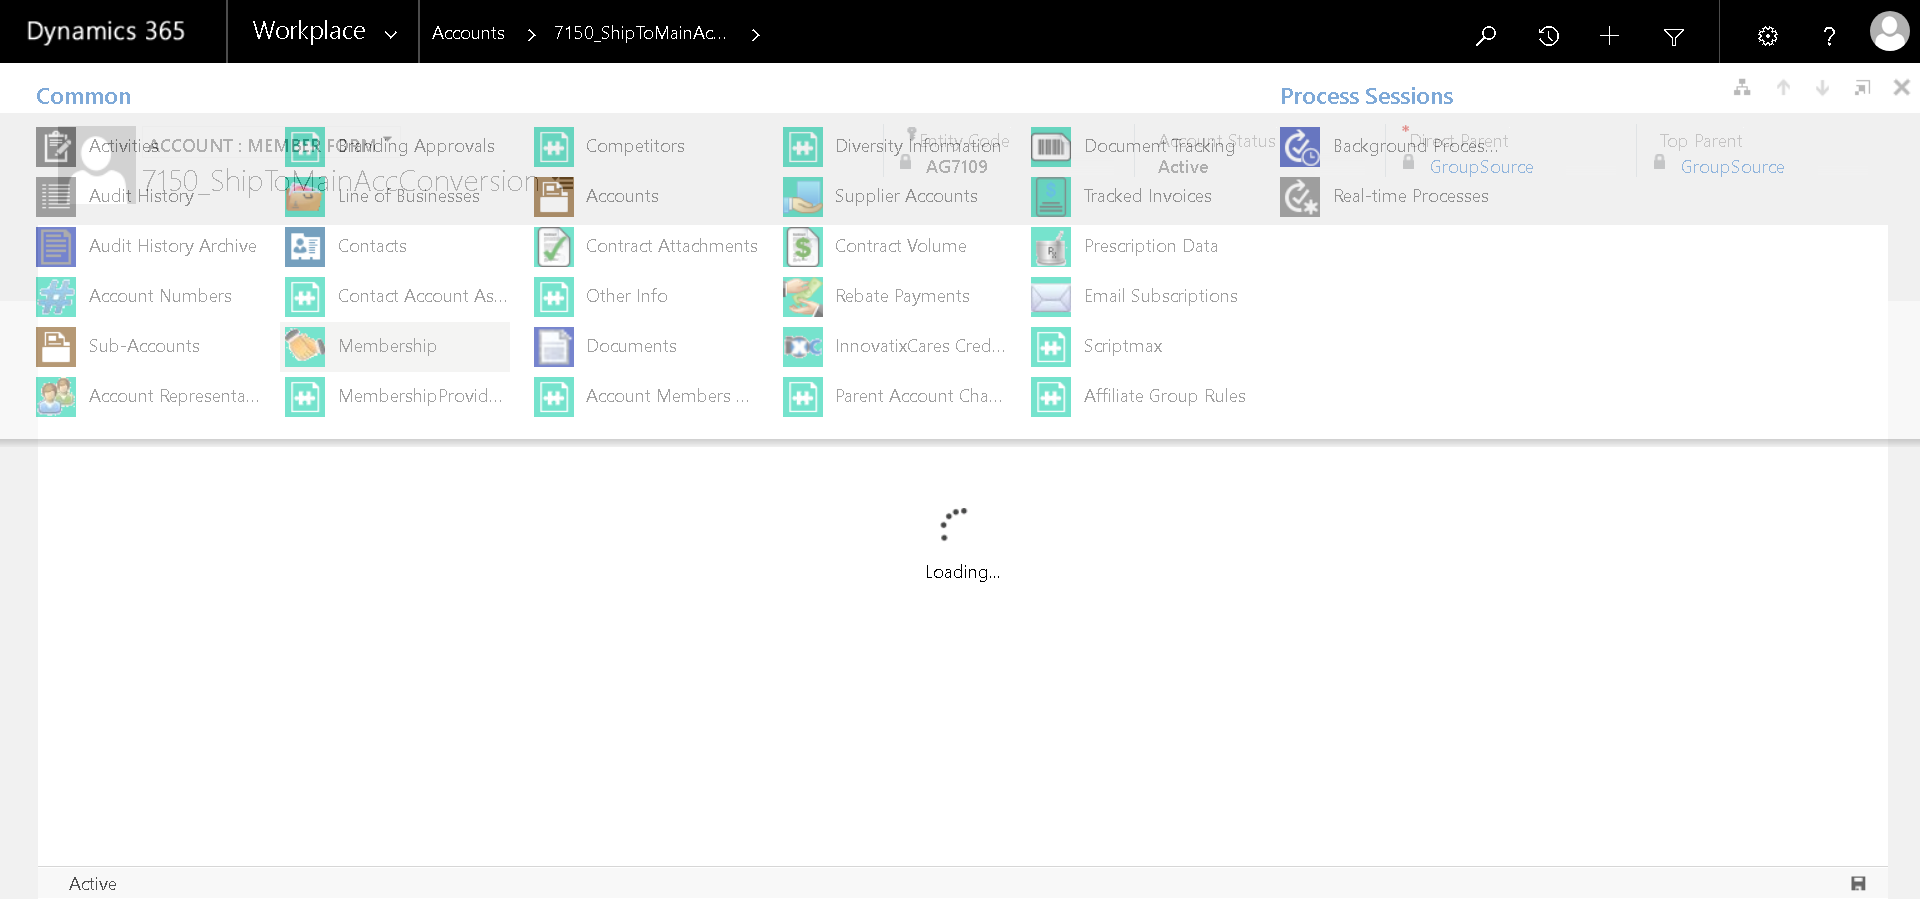 Dynamics 365
Workplace
Accounts
7150_ShipToMainAc...
Common
Process Sessions
Activities
Branding Approvals
Competitors
Diversity Information
Document Tracking
Background Proces...
ACCOUNT : MEMBER FORM
Entity Code
AG7109
Account Status
Active
*
Direct Parent
GroupSource
Top Parent
GroupSource
7150_ShipToMainAccConversion
Audit History
Line of Businesses
Accounts
Supplier Accounts
Tracked Invoices
Real-time Processes
Audit History Archive
Contacts
Contract Attachments
Contract Volume
Prescription Data
Account Numbers
Contact Account As...
Other Info
Rebate Payments
Email Subscriptions
Sub-Accounts
Membership
Documents
InnovatixCares Cred...
Scriptmax
Account Representa...
MembershipProvid...
Account Members ...
Parent Account Cha...
Affiliate Group Rules
Loading...
Active